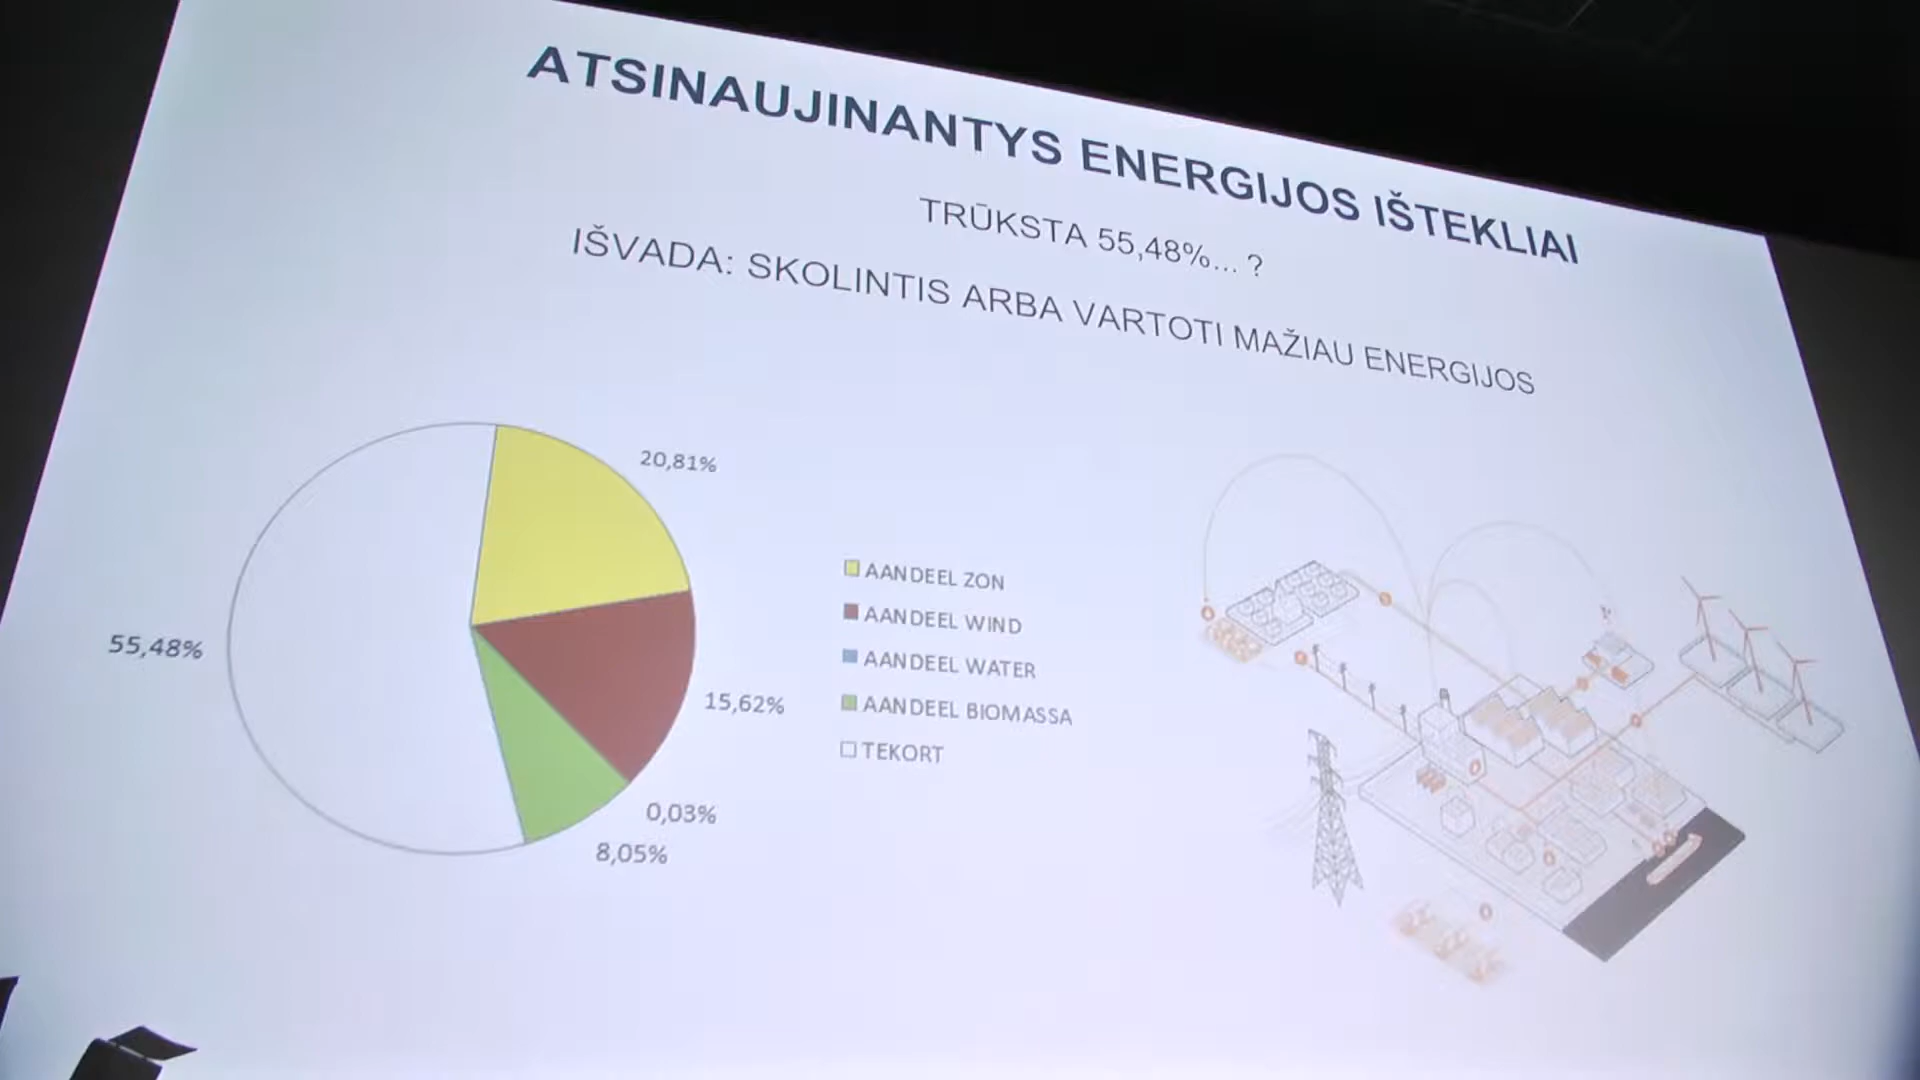 ATSINAUJINANTYS ENERGIJOS IŠTEKLIAI
TRŪKSTA 55,48%... ?
IŠVADA: SKOLINTIS ARBA VARTOTI MAŽIAU ENERGIJOS
20,81%
55,48%
15,62%
0,03%
8,05%
AANDEEL ZON
AANDEEL WIND
AANDEEL WATER
AANDEEL BIOMASSA
TEKORT